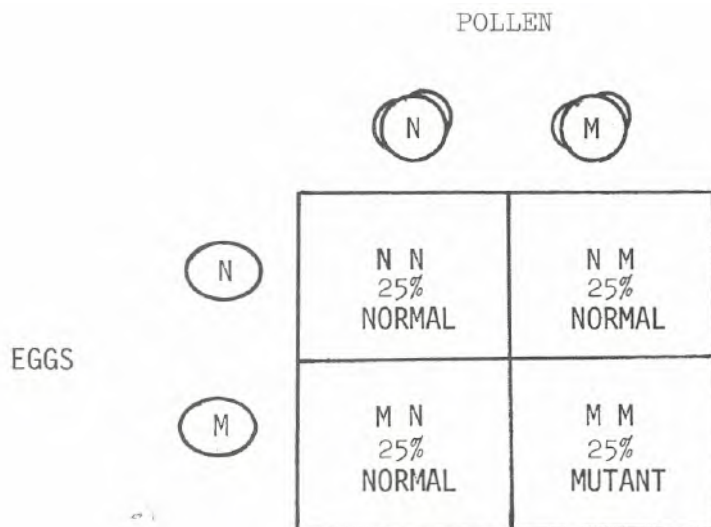 POLLEN
N M
N
N N
25%
NORMAL
N M
25%
NORMAL
EGGS
M
M N
25%
NORMAL
M M
25%
MUTANT